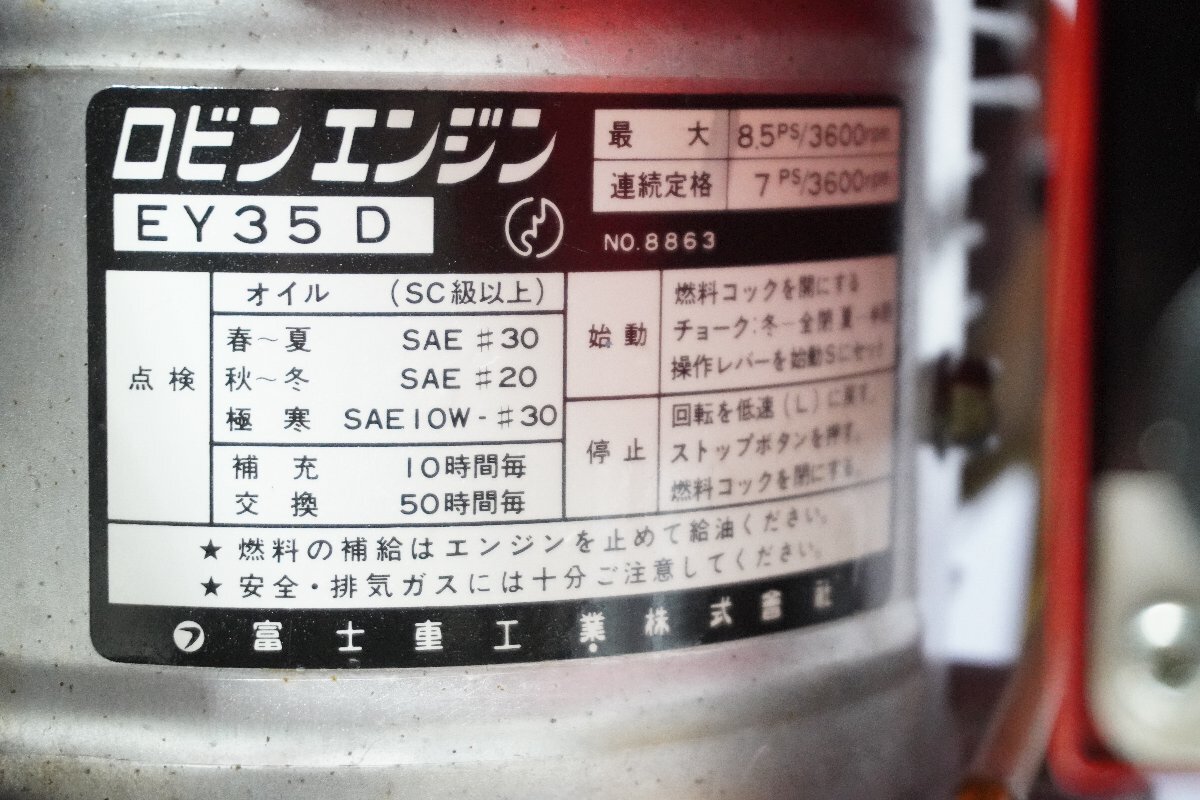 ロビンエンジン
EY35D
最大 8.5PS/3600rpm
連続定格 7PS/3600rpm
NO.8863
点検
オイル (SC級以上)
春~夏 SAE #30
秋~冬 SAE #20
極寒 SAE10W-#30
補充 10時間毎
交換 50時間毎
始動
燃料コックを開にする
チョーク:冬-全閉 夏-
操作レバーを始動Sにセット
停止
回転を低速(L)に戻す。
ストップボタンを押す。
燃料コックを閉にする。
★燃料の補給はエンジンを止めて給油ください。
★安全・排気ガスには十分ご注意してください。
富士重工業株式會社